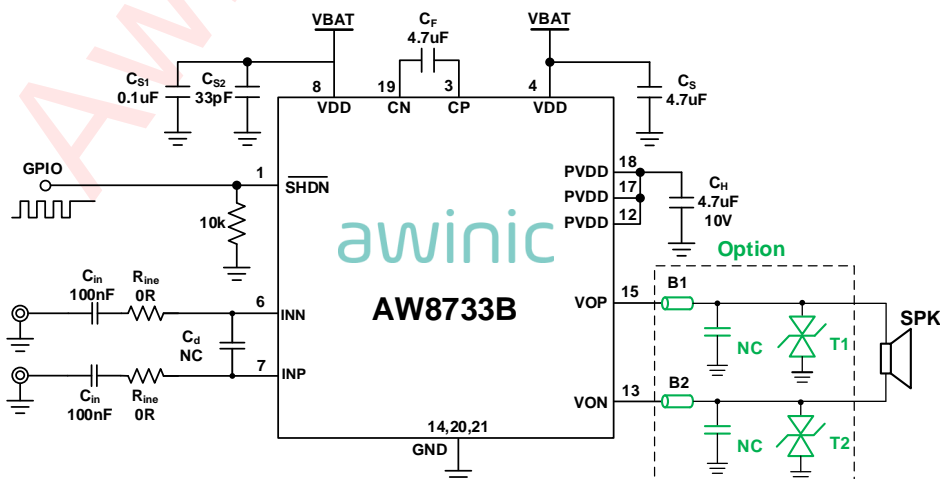 VBAT
CF
4.7uF
VBAT
CS1
0.1uF
CS2
33pF
8
VDD
19
CN
3
CP
4
VDD
CS
4.7uF
GPIO
1
SHDN
10k
PVDD
18
PVDD
17
PVDD
12
CH
4.7uF
10V
awinic
AW8733B
Option
Cin
100nF
Rine
0R
6
INN
Cd
NC
7
INP
Cin
100nF
Rine
0R
VOP
15
B1
NC
T1
SPK
VON
13
B2
NC
T2
14,20,21
GND